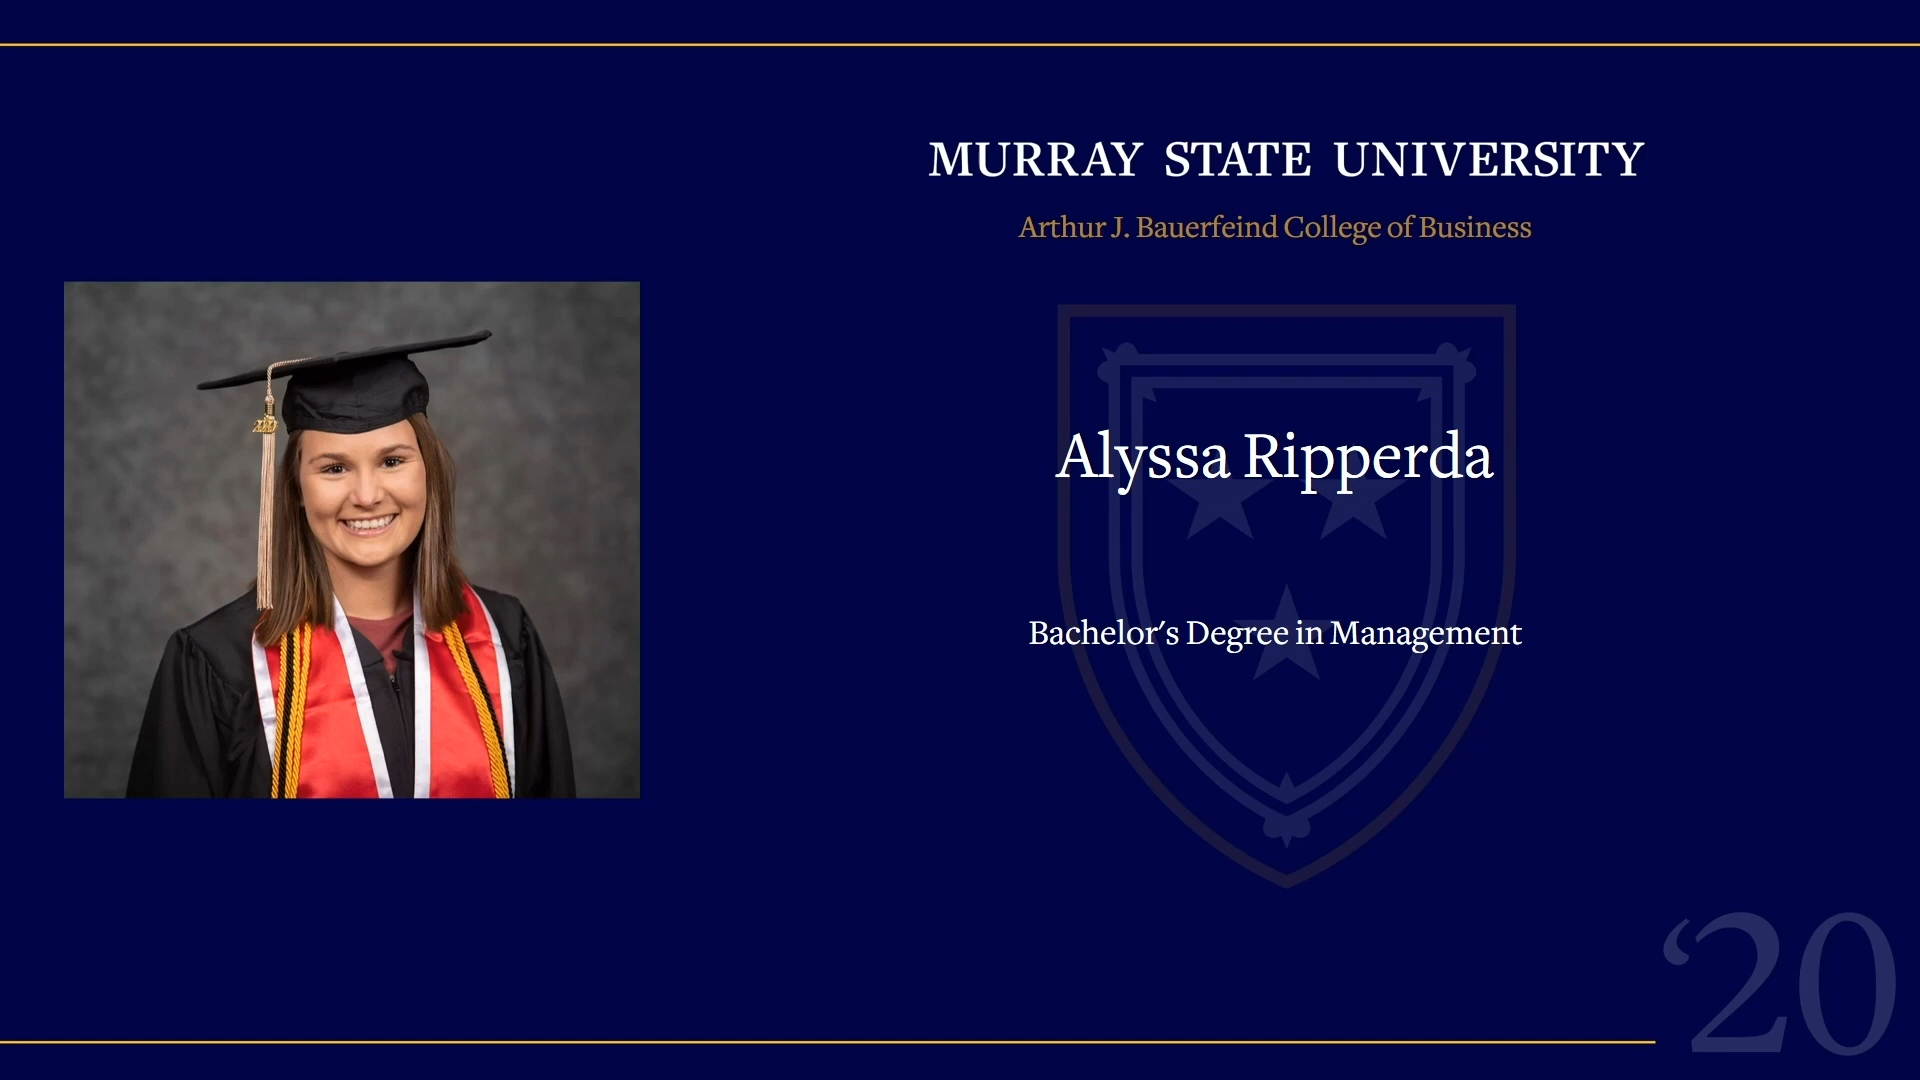 MURRAY STATE UNIVERSITY
Arthur J. Bauerfeind College of Business
Alyssa Ripperda
Bachelor's Degree in Management
‘20